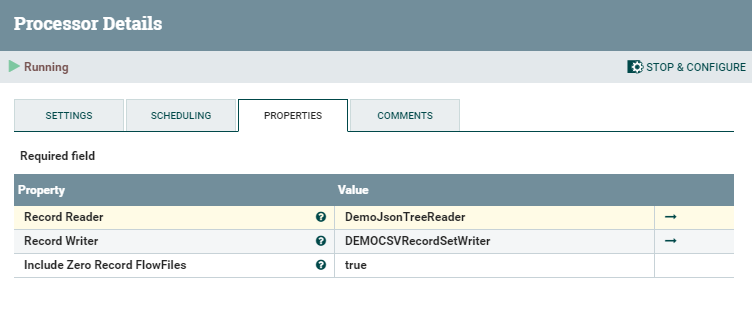 Processor Details
Running STOP & CONFIGURE
SETTINGS SCHEDULING PROPERTIES COMMENTS
Required field
Property Value
Record Reader DemoJsonTreeReader
Record Writer DEMOCSVRecordSetWriter
Include Zero Record FlowFiles true